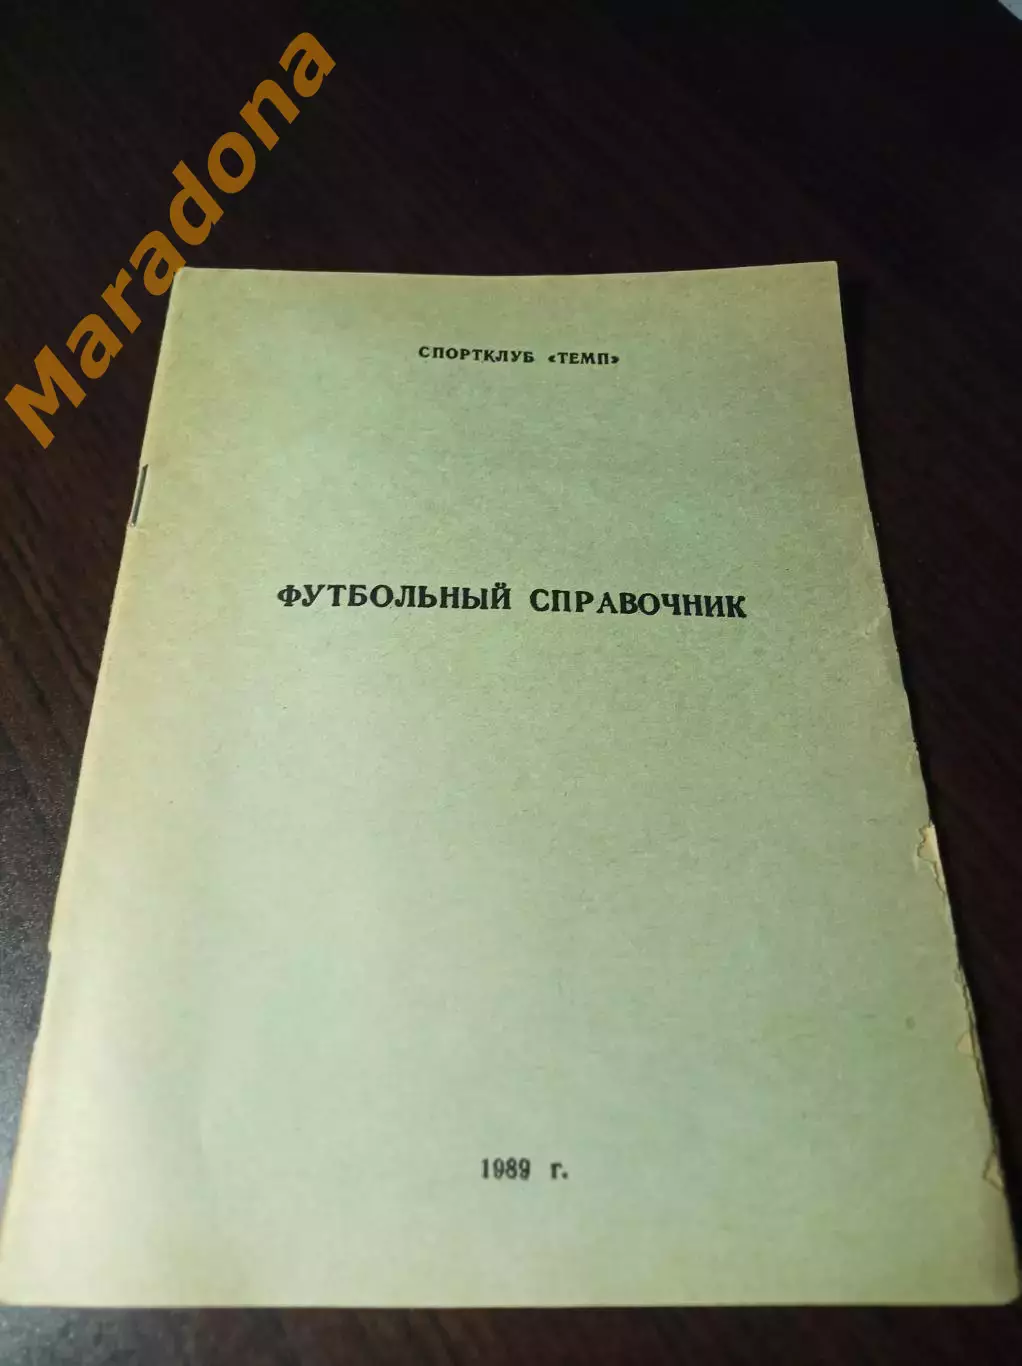 Maradona
СПОРТКЛУБ «ТЕМП»
ФУТБОЛЬНЫЙ СПРАВОЧНИК
1989 г.